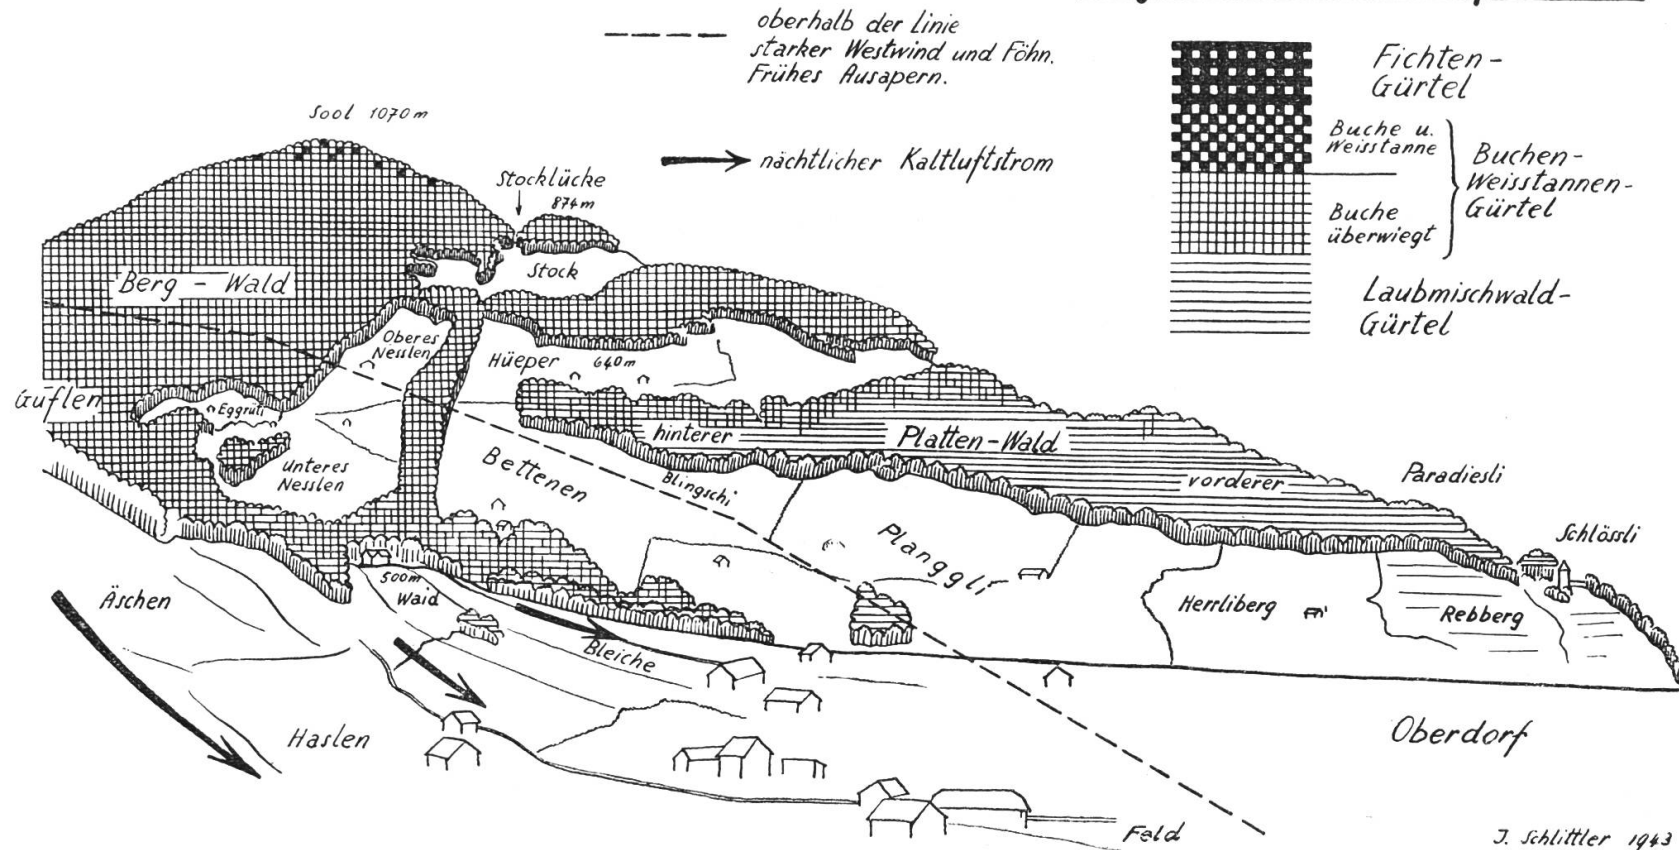 oberhalb der Linie
starker Westwind und Föhn.
Frühes Ausapern.
nächtlicher Kaltluftstrom
Fichten-
Gürtel
Buche u.
Weisstanne
Buche
überwiegt
Buchen-
Weisstannen-
Gürtel
Laubmischwald-
Gürtel
Sool 1070 m
Stocklücke
874 m
Stock
Berg - Wald
Oberes
Nesslen
Hüeper 640 m
Guflen
Eggrüti
Unteres
Nesslen
Bettenen
Blingschi
hinterer
Platten-Wald
vorderer
Paradiesli
Schlössli
Planggli
Herrliberg
Rebberg
Äschen
500 m
Waid
Bleiche
Haslen
Oberdorf
Feld
J. Schlittler 1943